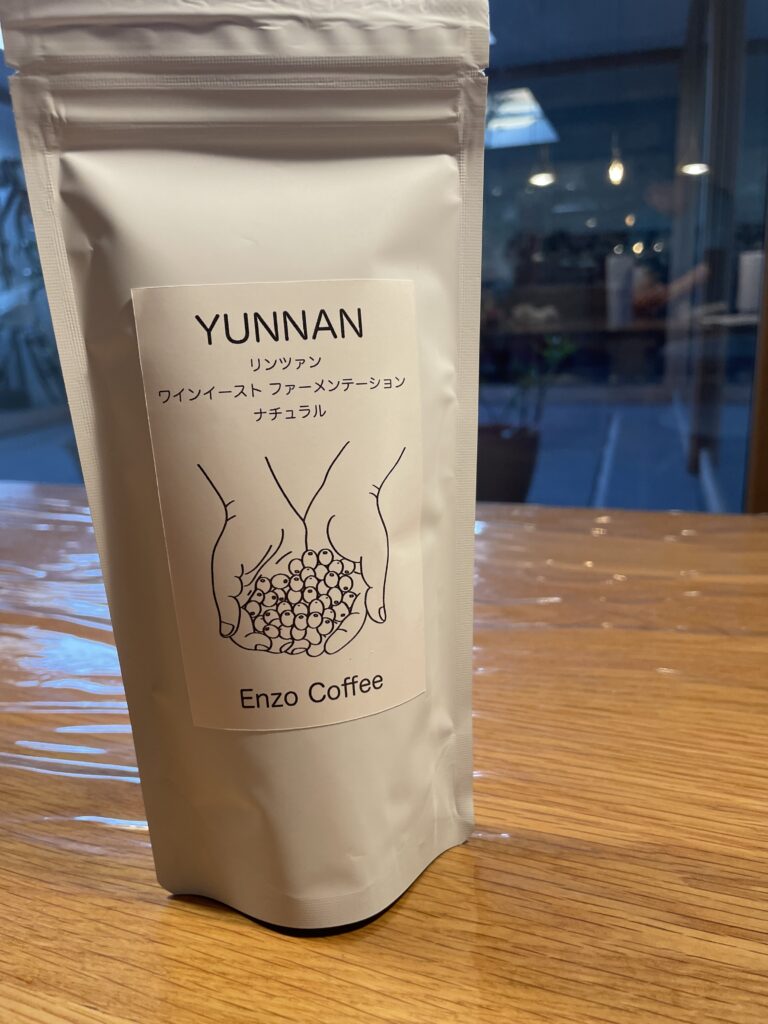 YUNNAN
リンツァン
ワインイースト ファーメンテーション
ナチュラル
Enzo Coffee